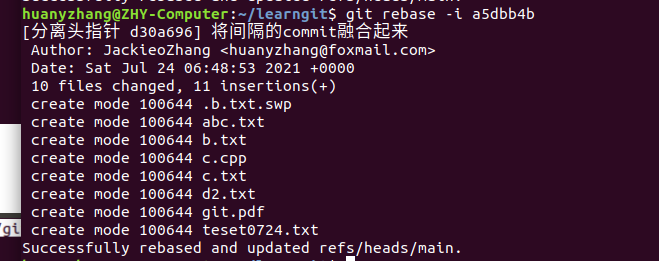 huanyzhang@ZHY-Computer:~/learngit$ git rebase -i a5dbb4b
[分离头指针 d30a696] 将间隔的commit融合起来
Author: JackieoZhang <huanyzhang@foxmail.com>
Date: Sat Jul 24 06:48:53 2021 +0000
10 files changed, 11 insertions(+)
create mode 100644 .b.txt.swp
create mode 100644 abc.txt
create mode 100644 b.txt
create mode 100644 c.cpp
create mode 100644 c.txt
create mode 100644 d2.txt
create mode 100644 git.pdf
/gi
create mode 100644 teset0724.txt
Successfully rebased and updated refs/heads/main.